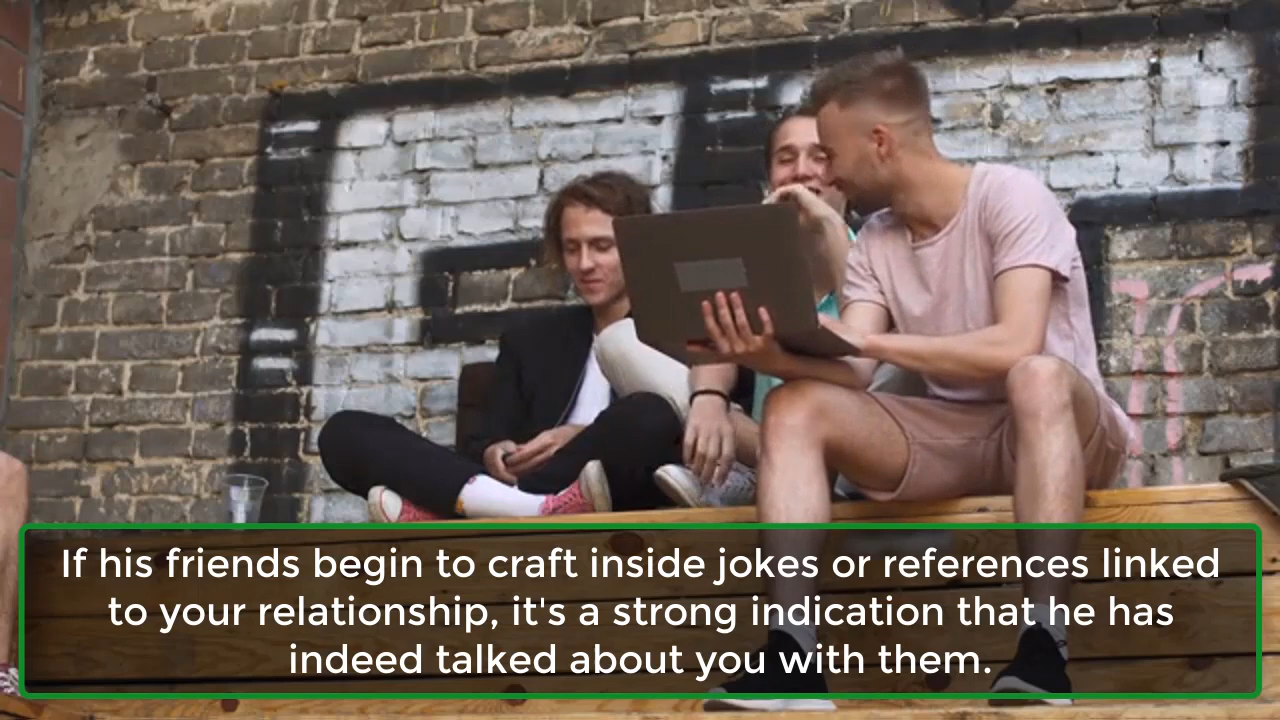 If his friends begin to craft inside jokes or references linked
to your relationship, it's a strong indication that he has
indeed talked about you with them.